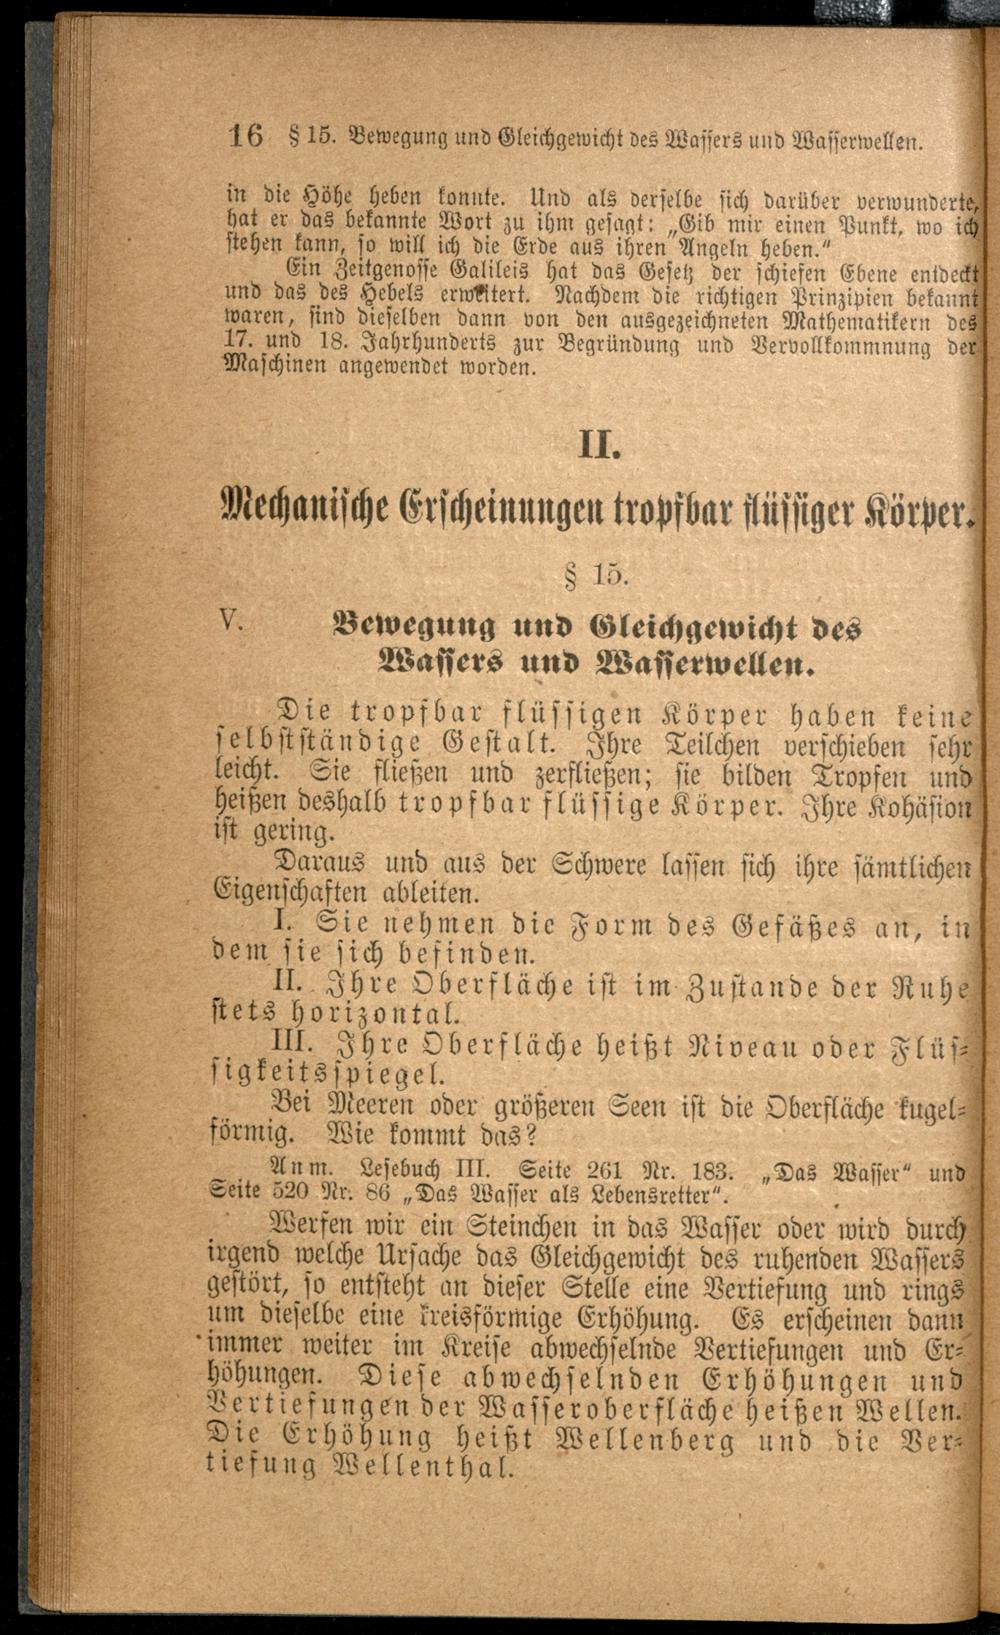 16 § 15. Bewegung und Gleichgewicht des Wassers und Wasserwellen.
in die Höhe heben konnte. Und als derselbe sich darüber verwunderte,
hat er das bekannte Wort zu ihm gesagt: „Gib mir einen Punkt, wo ich
stehen kann, so will ich die Erde aus ihren Angeln heben.“
Ein Zeitgenosse Galileis hat das Gesetz der schiefen Ebene entdeckt
und das des Hebels erweitert. Nachdem die richtigen Prinzipien bekannt
waren, sind dieselben dann von den ausgezeichneten Mathematikern des
17. und 18. Jahrhunderts zur Begründung und Vervollkommnung der
Maschinen angewendet worden.
II.
Mechanische Erscheinungen tropfbar flüssiger Körper.
§ 15.
V. Bewegung und Gleichgewicht des
Wassers und Wasserwellen.
Die tropfbar flüssigen Körper haben keine
selbstständige Gestalt. Ihre Teilchen verschieben sehr
leicht. Sie fließen und zerfließen; sie bilden Tropfen und
heißen deshalb tropfbar flüssige Körper. Ihre Kohäsion
ist gering.
Daraus und aus der Schwere lassen sich ihre sämtlichen
Eigenschaften ableiten.
I. Sie nehmen die Form des Gefäßes an, in
dem sie sich befinden.
II. Ihre Oberfläche ist im Zustande der Ruhe
stets horizontal.
III. Ihre Oberfläche heißt Niveau oder Flüs-
sigkeitsspiegel.
Bei Meeren oder größeren Seen ist die Oberfläche kugel-
förmig. Wie kommt das?
Anm. Lesebuch III. Seite 261 Nr. 183. „Das Wasser“ und
Seite 520 Nr. 86 „Das Wasser als Lebensretter“.
Werfen wir ein Steinchen in das Wasser oder wird durch
irgend welche Ursache das Gleichgewicht des ruhenden Wassers
gestört, so entsteht an dieser Stelle eine Vertiefung und rings
um dieselbe eine kreisförmige Erhöhung. Es erscheinen dann
immer weiter im Kreise abwechselnde Vertiefungen und Er-
höhungen. Diese abwechselnden Erhöhungen und
Vertiefungen der Wasseroberfläche heißen Wellen.
Die Erhöhung heißt Wellenberg und die Ver-
tiefung Wellenthal.